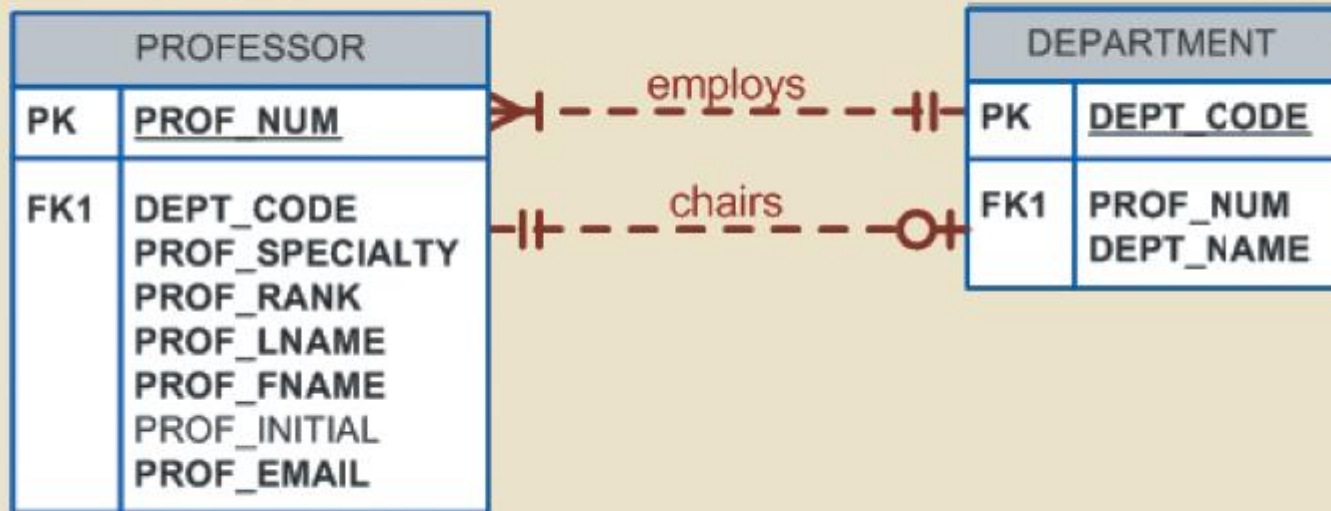 PROFESSOR
PK PROF_NUM
FK1 DEPT_CODE
PROF_SPECIALTY
PROF_RANK
PROF_LNAME
PROF_FNAME
PROF_INITIAL
PROF_EMAIL
employs
chairs
DEPARTMENT
PK DEPT_CODE
FK1 PROF_NUM
DEPT_NAME